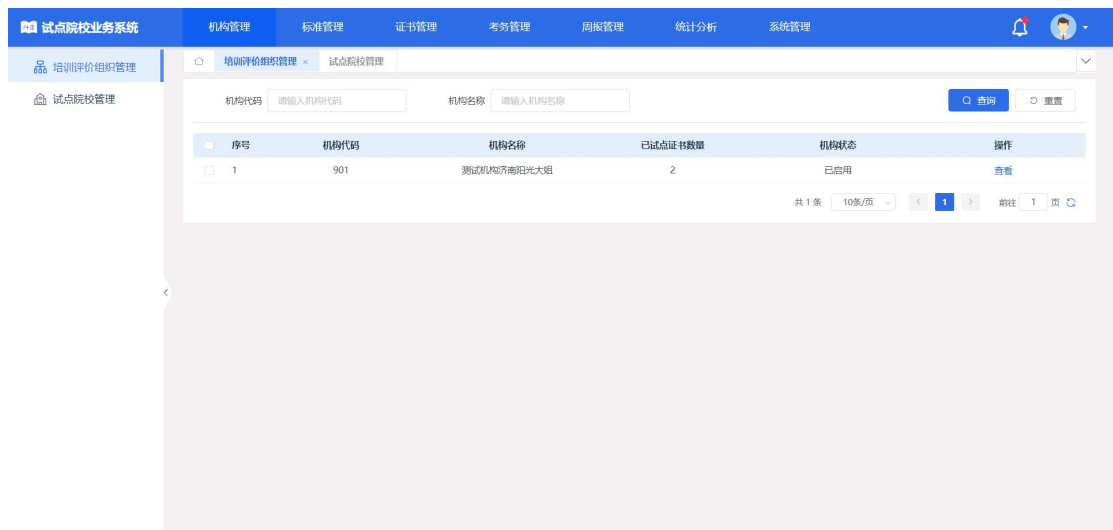 试点院校业务系统 机构管理 标准管理 证书管理 考务管理 周报管理 统计分析 系统管理
培训评价组织管理
试点院校管理
培训评价组织管理 × 试点院校管理
机构代码 请输入机构代码 机构名称 请输入机构名称 查询 重置
序号 机构代码 机构名称 已试点证书数量 机构状态 操作
1 901 测试机构济南阳光大姐 2 已启用 查看
共 1 条 10条/页 1 前往 1 页